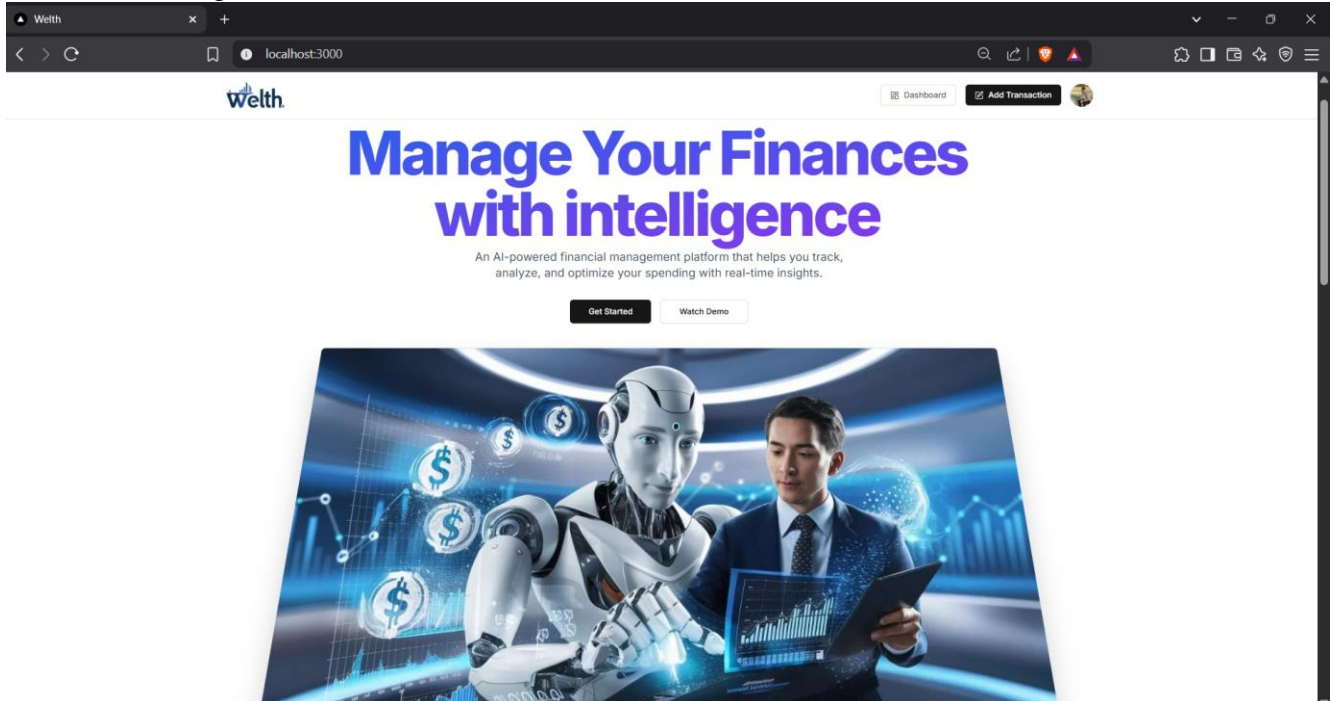 Welth
localhost:3000
Welth
Dashboard
Add Transaction
Manage Your Finances
with intelligence
An AI-powered financial management platform that helps you track,
analyze, and optimize your spending with real-time insights.
Get Started
Watch Demo
$
$
$
$
$